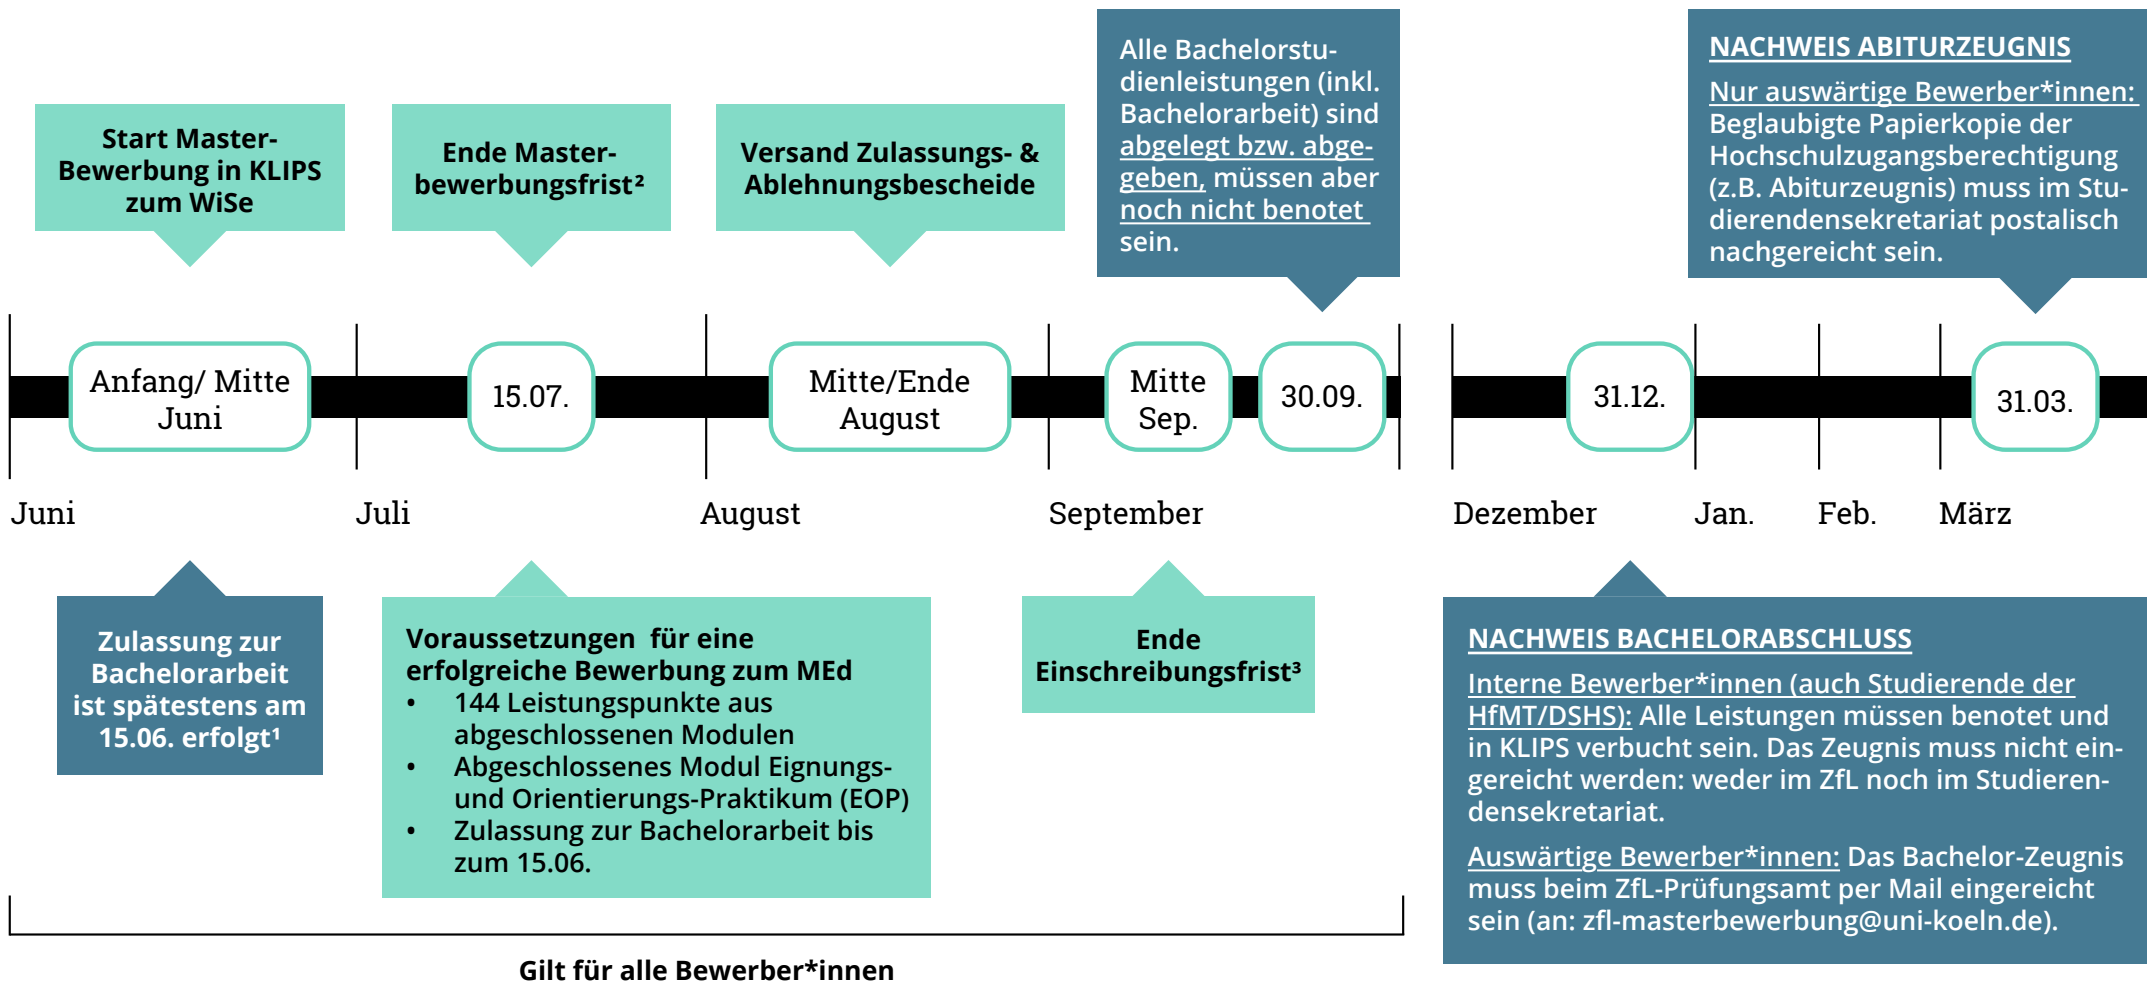 Start Master-
Bewerbung in KLIPS
zum WiSe
Ende Master-
bewerbungsfrist²
Versand Zulassungs- &
Ablehnungsbescheide
Alle Bachelorstu-
dienleistungen (inkl.
Bachelorarbeit) sind
abgelegt bzw. abge-
geben, müssen aber
noch nicht benotet
sein.
NACHWEIS ABITURZEUGNIS
Nur auswärtige Bewerber*innen:
Beglaubigte Papierkopie der
Hochschulzugangsberechtigung
(z.B. Abiturzeugnis) muss im Stu-
dierendensekretariat postalisch
nachgereicht sein.
Anfang/ Mitte
Juni
15.07.
Mitte/Ende
August
Mitte
Sep.
30.09.
31.12.
31.03.
Juni
Juli
August
September
Dezember
Jan.
Feb.
März
Zulassung zur
Bachelorarbeit
ist spätestens am
15.06. erfolgt¹
Voraussetzungen für eine
erfolgreiche Bewerbung zum MEd
• 144 Leistungspunkte aus
abgeschlossenen Modulen
• Abgeschlossenes Modul Eignungs-
und Orientierungs-Praktikum (EOP)
• Zulassung zur Bachelorarbeit bis
zum 15.06.
Ende
Einschreibungsfrist³
NACHWEIS BACHELORABSCHLUSS
Interne Bewerber*innen (auch Studierende der
HfMT/DSHS): Alle Leistungen müssen benotet und
in KLIPS verbucht sein. Das Zeugnis muss nicht ein-
gereicht werden: weder im ZfL noch im Studieren-
densekretariat.
Auswärtige Bewerber*innen: Das Bachelor-Zeugnis
muss beim ZfL-Prüfungsamt per Mail eingereicht
sein (an: zfl-masterbewerbung@uni-koeln.de).
Gilt für alle Bewerber*innen